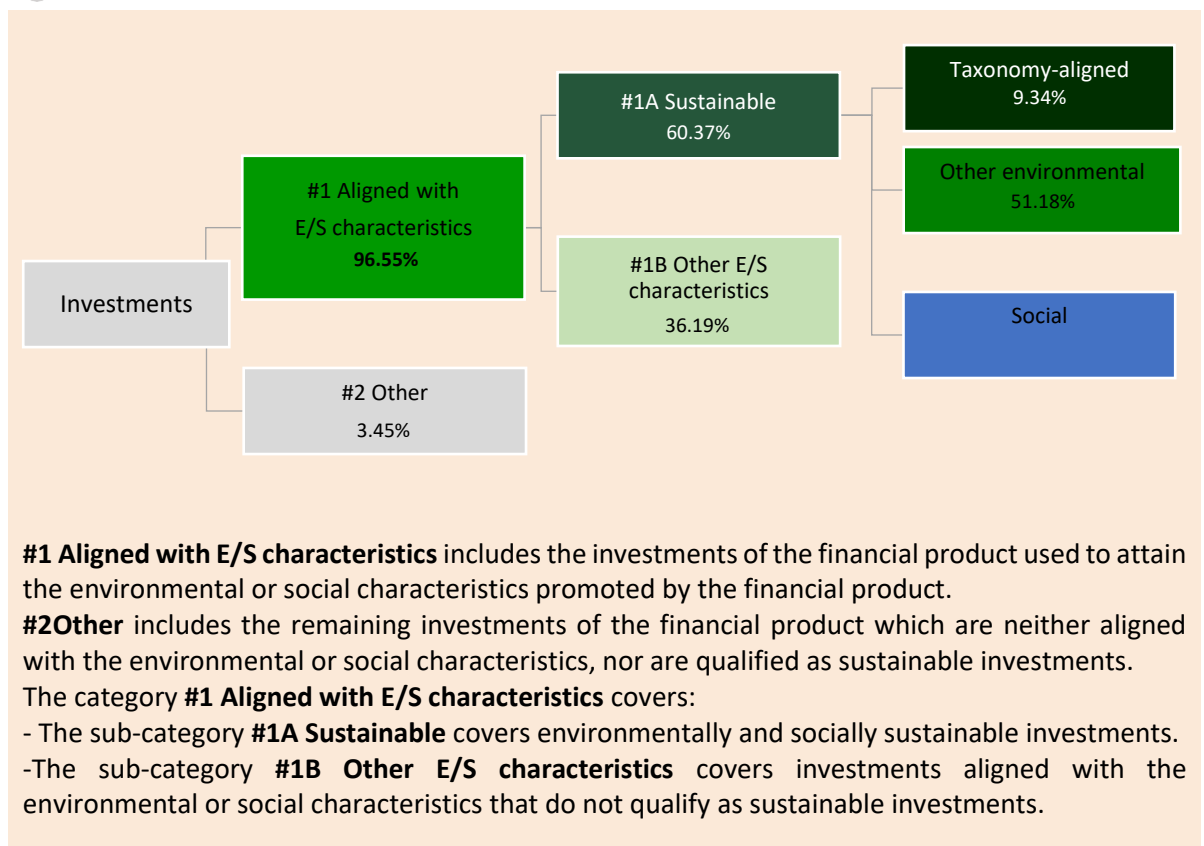 Investments
#1 Aligned with
E/S characteristics
96.55%
#2 Other
3.45%
#1A Sustainable
60.37%
#1B Other E/S
characteristics
36.19%
Taxonomy-aligned
9.34%
Other environmental
51.18%
Social
#1 Aligned with E/S characteristics includes the investments of the financial product used to attain
the environmental or social characteristics promoted by the financial product.
#2Other includes the remaining investments of the financial product which are neither aligned
with the environmental or social characteristics, nor are qualified as sustainable investments.
The category #1 Aligned with E/S characteristics covers:
- The sub-category #1A Sustainable covers environmentally and socially sustainable investments.
-The sub-category #1B Other E/S characteristics covers investments aligned with the
environmental or social characteristics that do not qualify as sustainable investments.